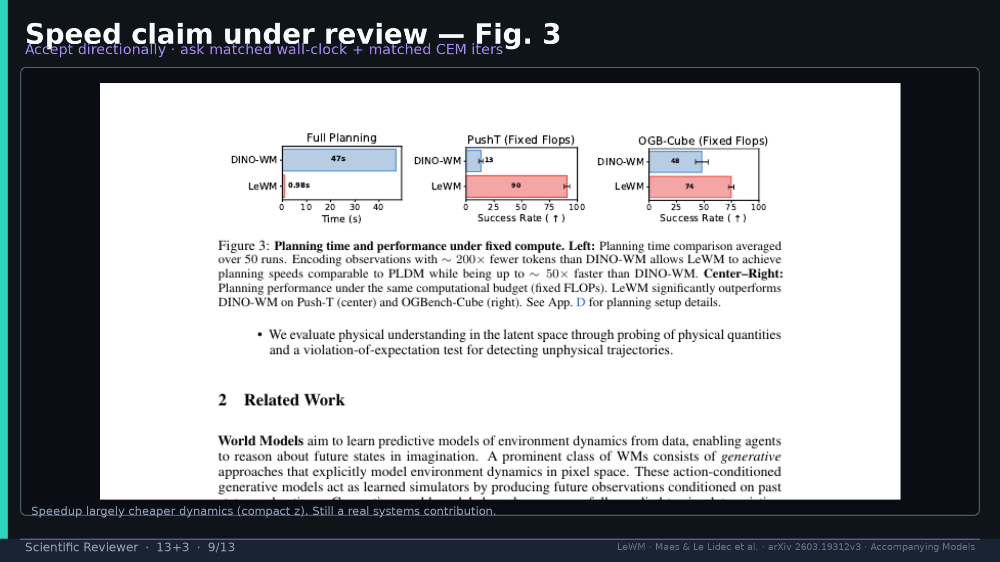 Speed claim under review — Fig. 3
Accept directionally · ask matched wall-clock + matched CEM iters
Full Planning
DINO-WM
47s
LeWM
0.98s
0 10 20 30 40
Time (s)
PushT (Fixed Flops)
DINO-WM
13
LeWM
90
0 25 50 75 100
Success Rate ( ↑ )
OGB-Cube (Fixed Flops)
DINO-WM
48
LeWM
74
0 25 50 75 100
Success Rate ( ↑ )
Figure 3: Planning time and performance under fixed compute. Left: Planning time comparison averaged
over 50 runs. Encoding observations with ∼ 200× fewer tokens than DINO-WM allows LeWM to achieve
planning speeds comparable to PLDM while being up to ∼ 50× faster than DINO-WM. Center–Right:
Planning performance under the same computational budget (fixed FLOPs). LeWM significantly outperforms
DINO-WM on Push-T (center) and OGBench-Cube (right). See App. D for planning setup details.
• We evaluate physical understanding in the latent space through probing of physical quantities
and a violation-of-expectation test for detecting unphysical trajectories.
2 Related Work
World Models aim to learn predictive models of environment dynamics from data, enabling agents
to reason about future states in imagination. A prominent class of WMs consists of generative
approaches that explicitly model environment dynamics in pixel space. These action-conditioned
generative models act as learned simulators by producing future observations conditioned on past
Speedup largely cheaper dynamics (compact z). Still a real systems contribution.
Scientific Reviewer · 13+3 · 9/13
LeWM · Maes & Le Lidec et al. · arXiv 2603.19312v3 · Accompanying Models